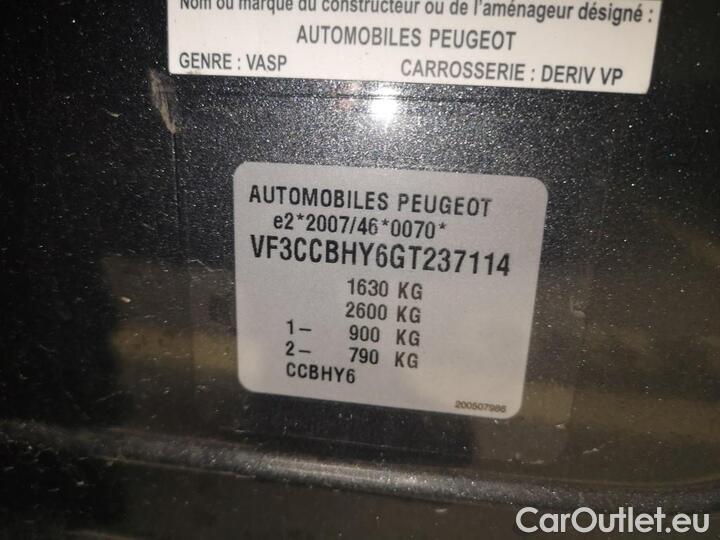 Nom ou marque du constructeur ou de l'aménageur désigné :
AUTOMOBILES PEUGEOT
GENRE : VASP CARROSSERIE : DERIV VP
AUTOMOBILES PEUGEOT
e2*2007/46*0070*
VF3CCBHY6GT237114
1630 KG
2600 KG
1- 900 KG
2- 790 KG
CCBHY6
200507986
CarOutlet.eu